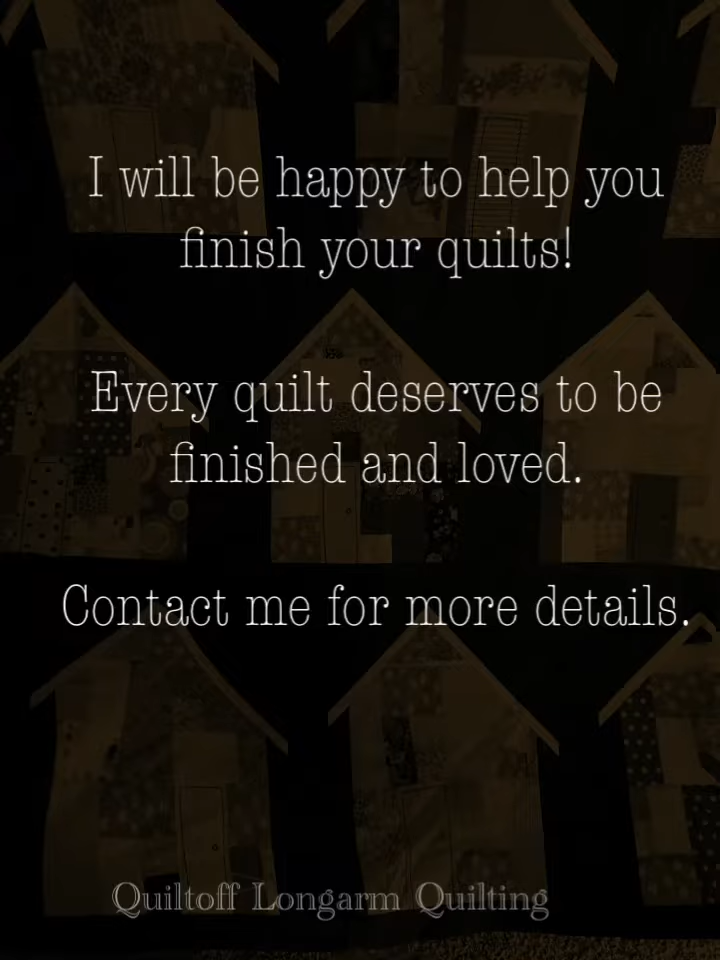 I will be happy to help you
finish your quilts!
Every quilt deserves to be
finished and loved.
Contact me for more details.
Quiltoff Longarm Quilting